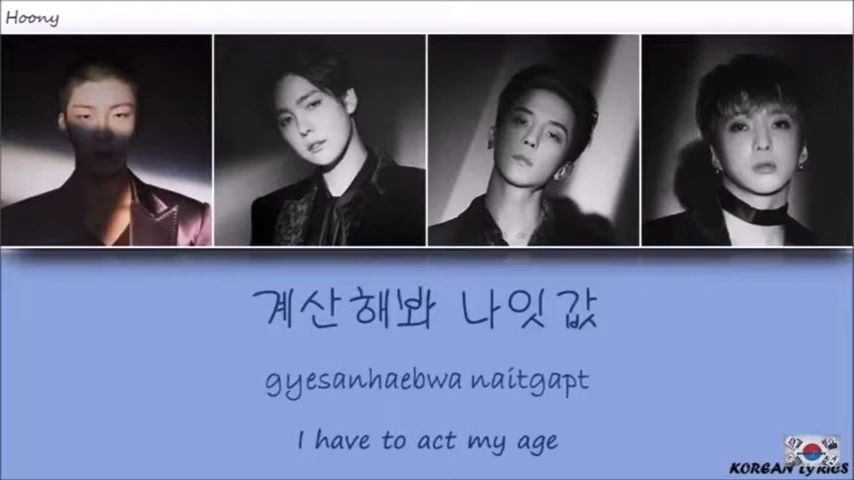 Hoony
계산해봐 나잇값
gyesanhaebwa naitgapt
I have to act my age
KOREAN LYRICS